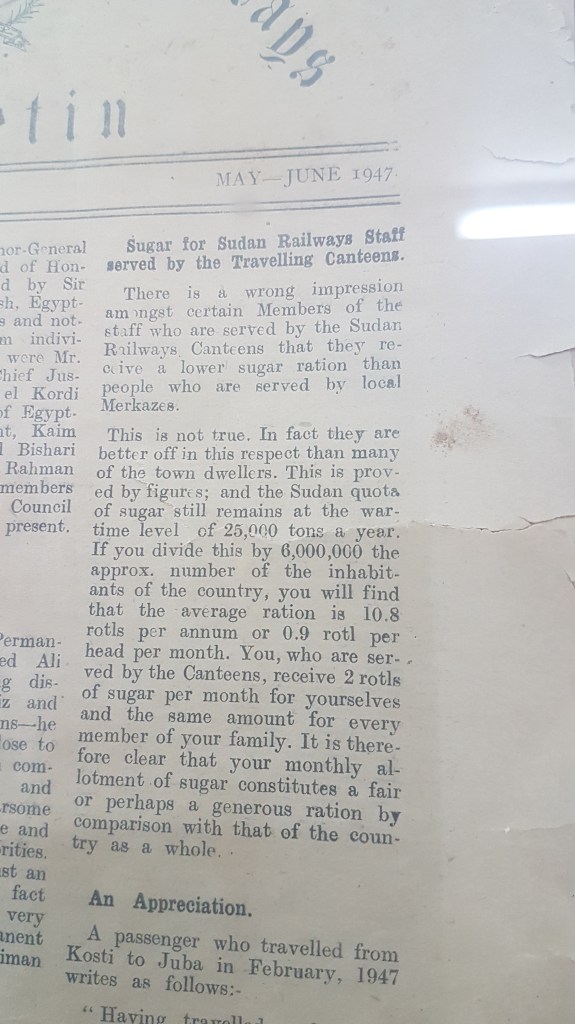 ays
etin
MAY—JUNE 1947
nor-General
d of Hon-
d by Sir
sh, Egypt-
s and not-
m indivi-
were Mr.
hief Jus-
el Kordi
of Egypt-
nt, Kaim
l Bishari
Rahman
members
Council
present.
Perman-
ed Ali
g dis-
iz and
ns—he
lose to
com-
and
rsome
e and
rities.
st an
fact
very
anent
iman
Sugar for Sudan Railways Staff
served by the Travelling Canteens.
There is a wrong impression
amongst certain Members of the
staff who are served by the Sudan
Railways Canteens that they re-
ceive a lower sugar ration than
people who are served by local
Merkazes.
This is not true. In fact they are
better off in this respect than many
of the town dwellers. This is prov-
ed by figures; and the Sudan quota
of sugar still remains at the war-
time level of 25,000 tons a year.
If you divide this by 6,000,000 the
approx. number of the inhabit-
ants of the country, you will find
that the average ration is 10.8
rotls per annum or 0.9 rotl per
head per month. You, who are ser-
ved by the Canteens, receive 2 rotls
of sugar per month for yourselves
and the same amount for every
member of your family. It is there-
fore clear that your monthly al-
lotment of sugar constitutes a fair
or perhaps a generous ration by
comparison with that of the coun-
try as a whole.
An Appreciation.
A passenger who travelled from
Kosti to Juba in February, 1947
writes as follows:-
"Having travelled